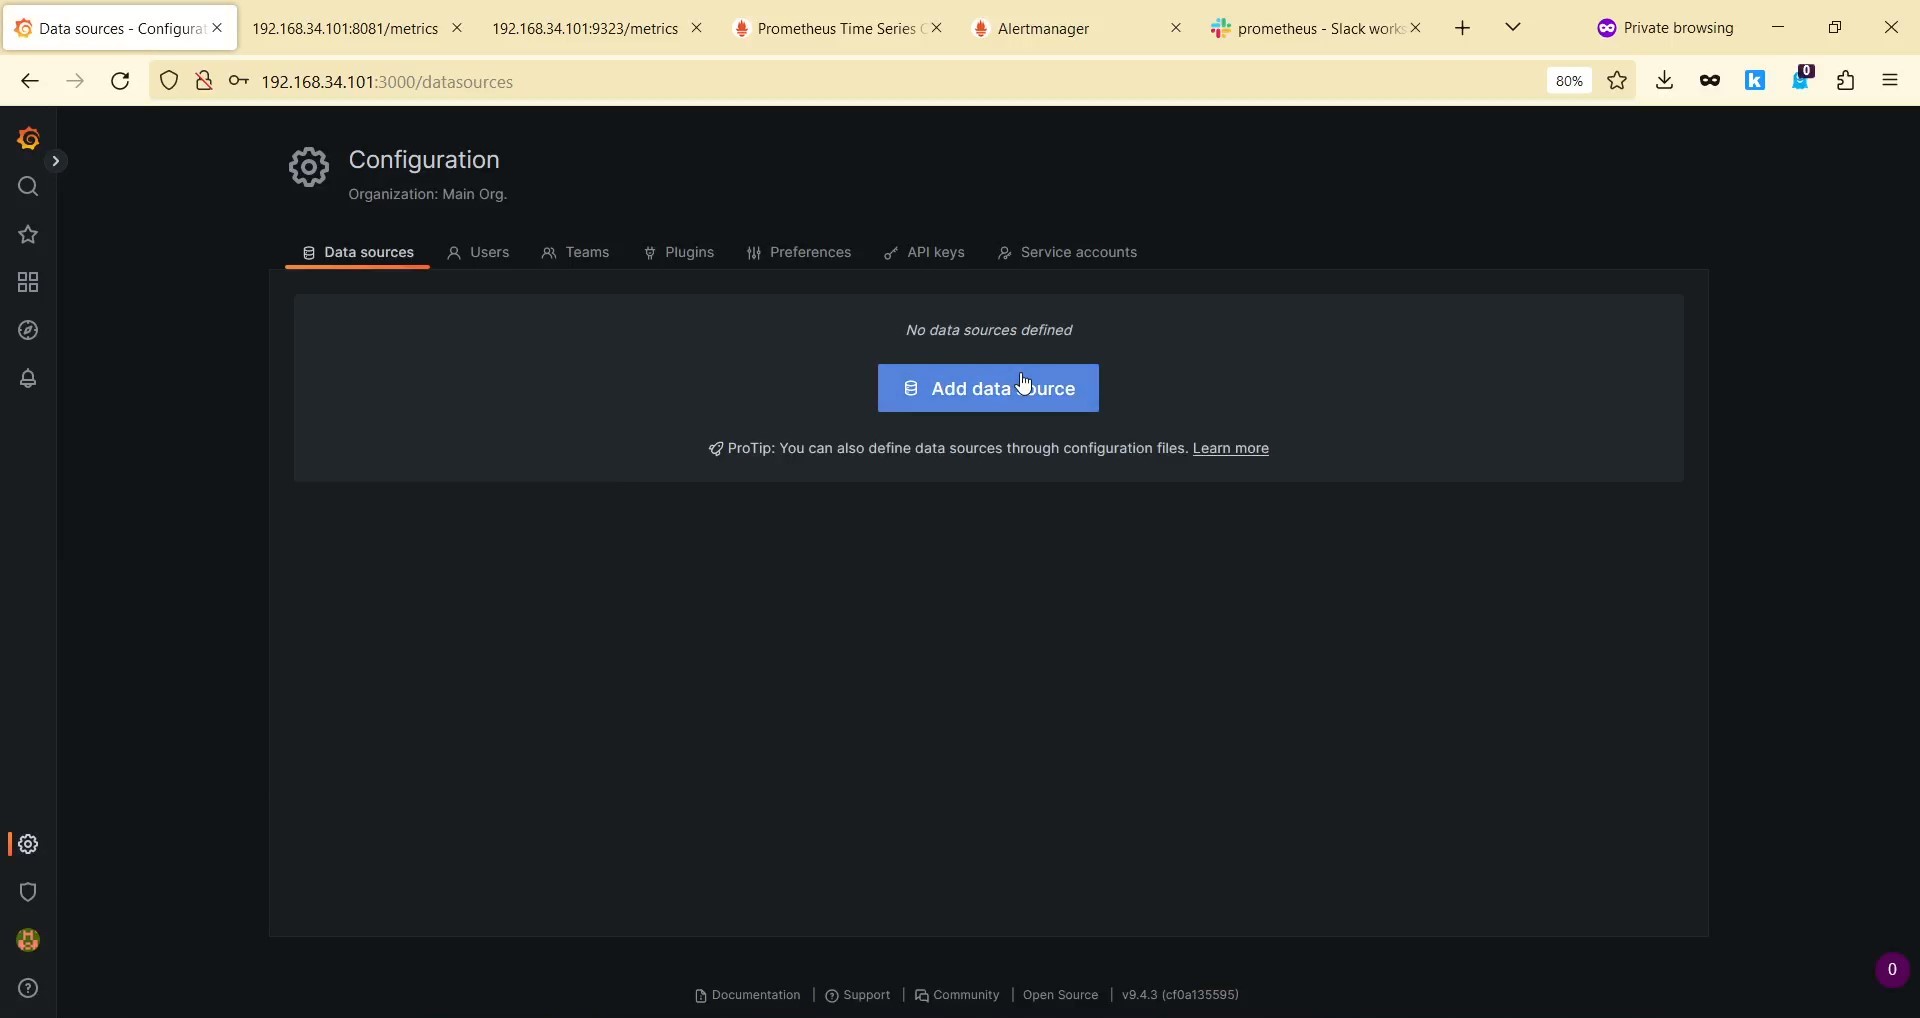 Data sources - Configurat
192.168.34.101:8081/metrics
192.168.34.101:9323/metrics
Prometheus Time Series C
Alertmanager
prometheus - Slack works
Private browsing
192.168.34.101:3000/datasources
80%
k
0
Configuration
Organization: Main Org.
Data sources
Users
Teams
Plugins
Preferences
API keys
Service accounts
No data sources defined
Add data source
ProTip: You can also define data sources through configuration files. Learn more
0
Documentation
Support
Community
Open Source
v9.4.3 (cf0a135595)